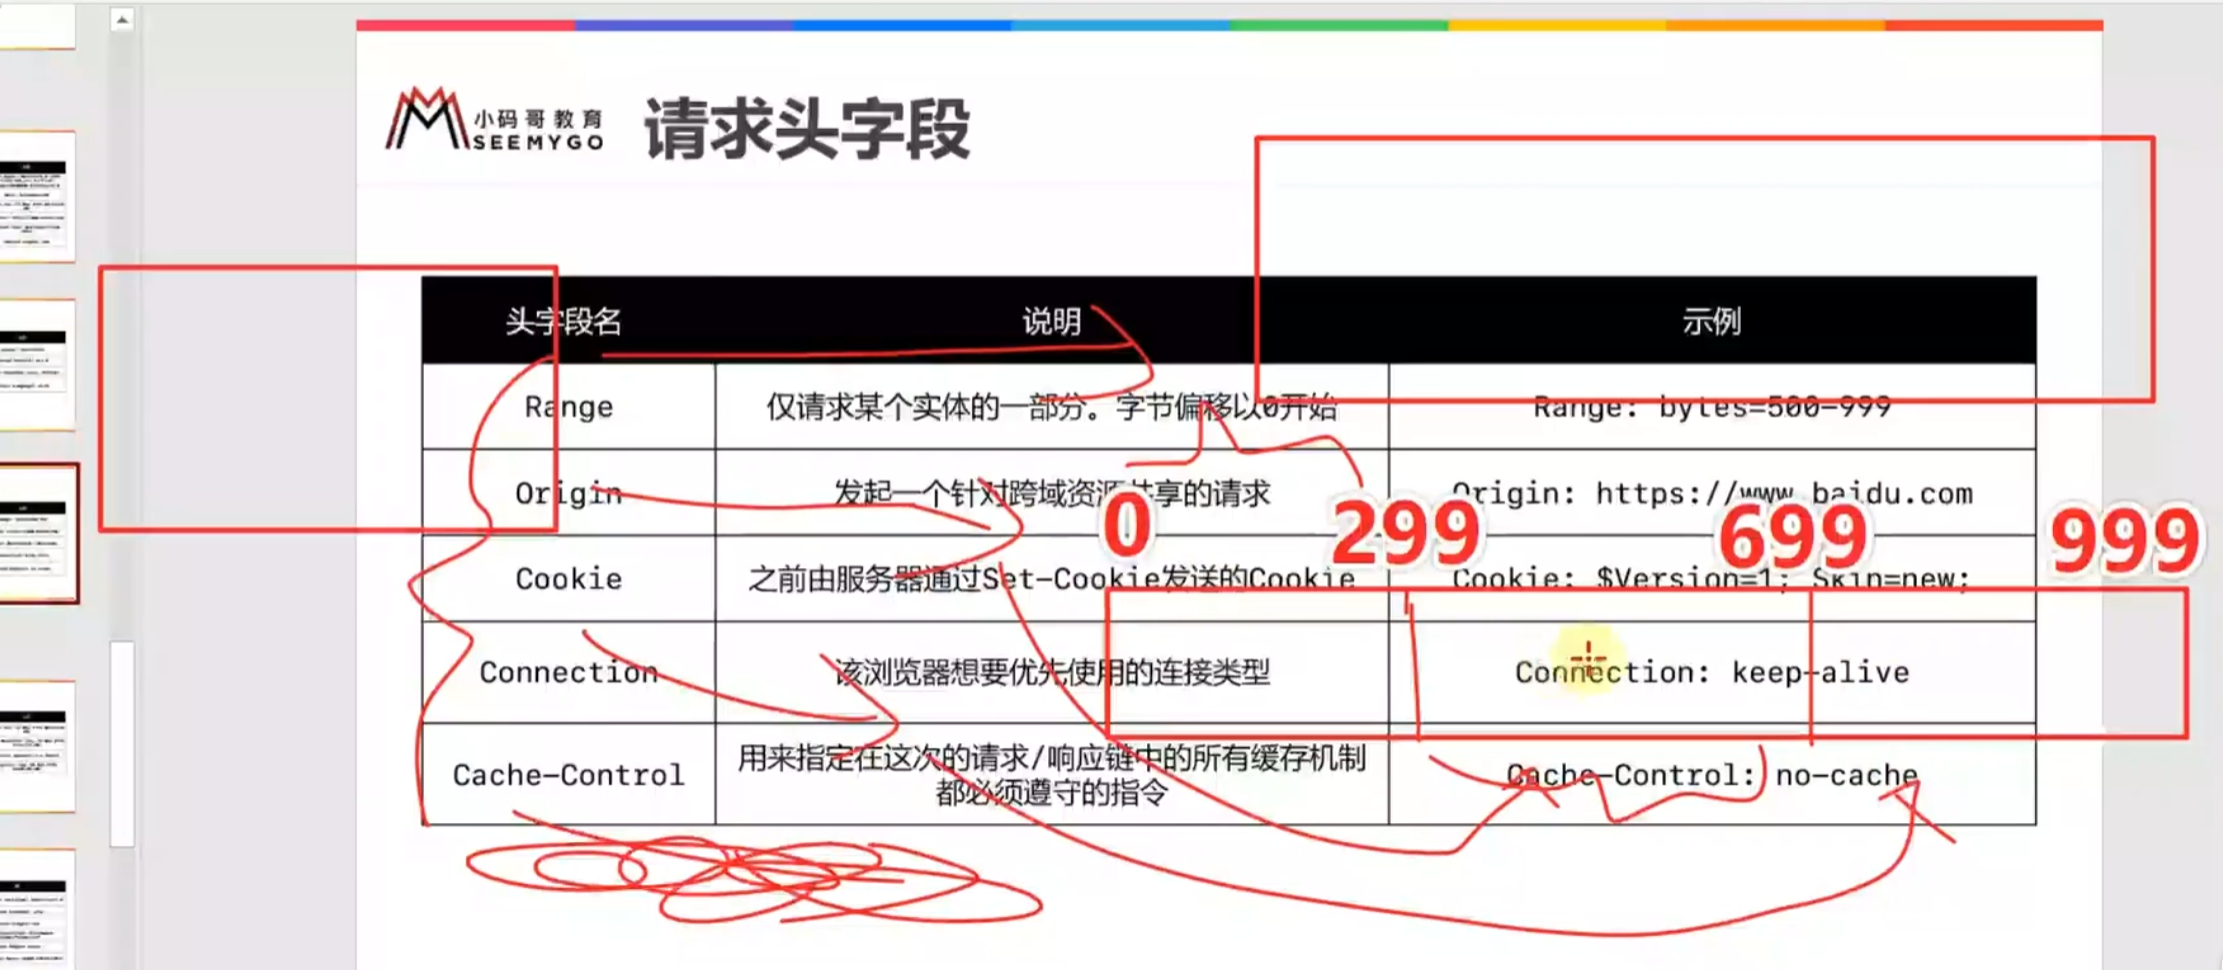 小码哥教育
SEEMYGO
请求头字段
头字段名 说明 示例
Range 仅请求某个实体的一部分。字节偏移以0开始 Range: bytes=500-999
Origin 发起一个针对跨域资源共享的请求 Origin: https://www.baidu.com
0 299 699 999
Cookie 之前由服务器通过Set-Cookie发送的Cookie Cookie: $Version=1; Skin=new;
Connection 该浏览器想要优先使用的连接类型 Connection: keep-alive
Cache-Control 用来指定在这次的请求/响应链中的所有缓存机制 Cache-Control: no-cache
都必须遵守的指令